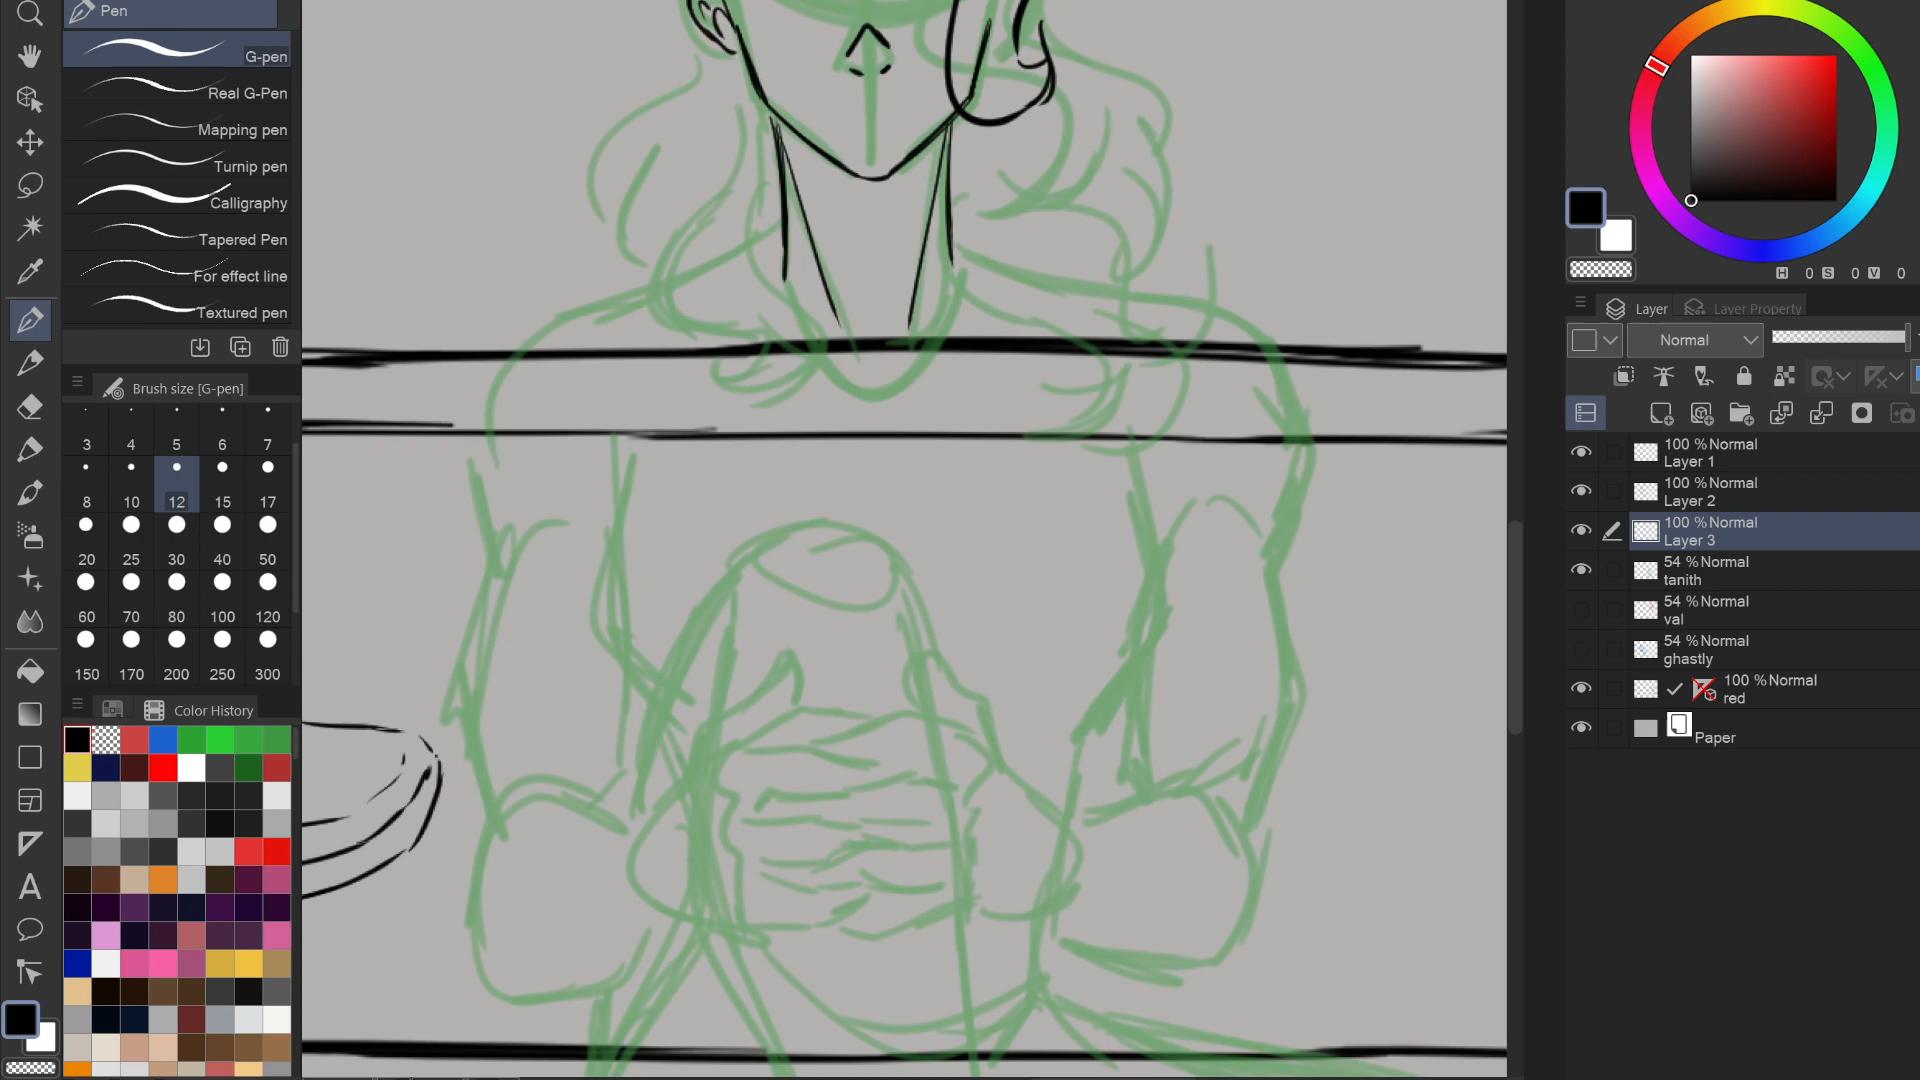 Pen
G-pen
Real G-Pen
Mapping pen
Turnip pen
Calligraphy
Tapered Pen
For effect line
Textured pen
Brush size [G-pen]
3 4 5 6 7
8 10 12 15 17
20 25 30 40 50
60 70 80 100 120
150 170 200 250 300
Color History
H 0 S 0 V 0
Layer Layer Property
Normal
100 % Normal
Layer 1
100 % Normal
Layer 2
100 % Normal
Layer 3
54 % Normal
tanith
54 % Normal
val
54 % Normal
ghastly
100 % Normal
red
Paper